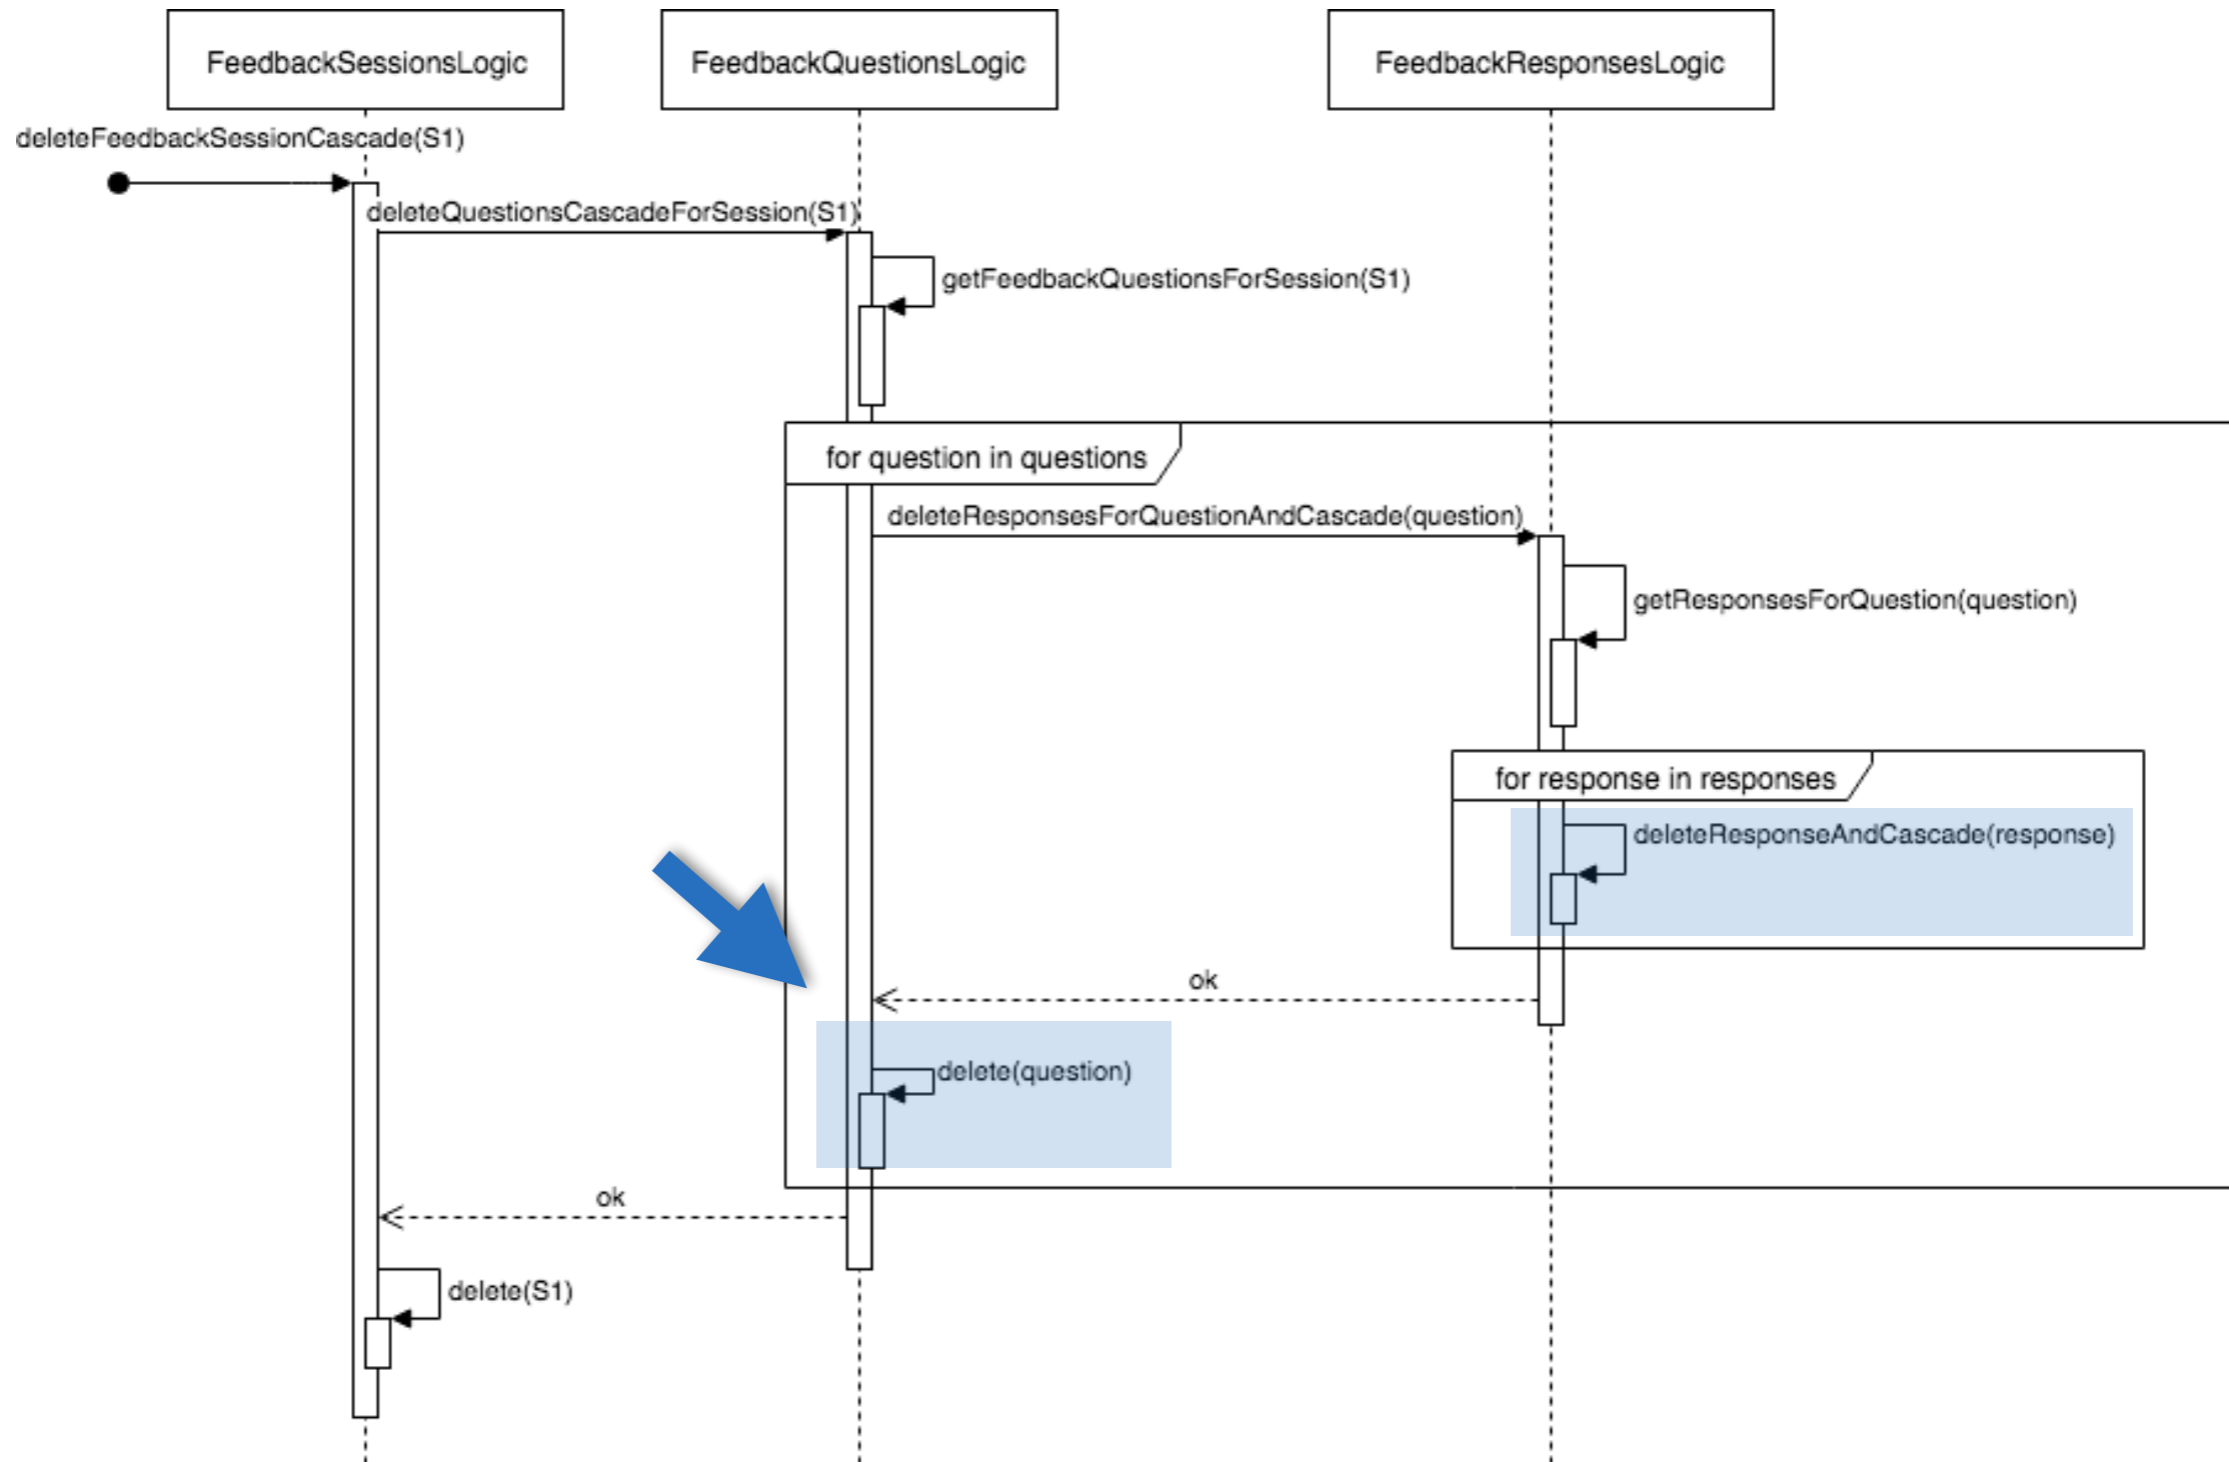 FeedbackSessionsLogic
FeedbackQuestionsLogic
FeedbackResponsesLogic
deleteFeedbackSessionCascade(S1)
deleteQuestionsCascadeForSession(S1)
getFeedbackQuestionsForSession(S1)
for question in questions
deleteResponsesForQuestionAndCascade(question)
getResponsesForQuestion(question)
for response in responses
deleteResponseAndCascade(response)
ok
delete(question)
ok
delete(S1)